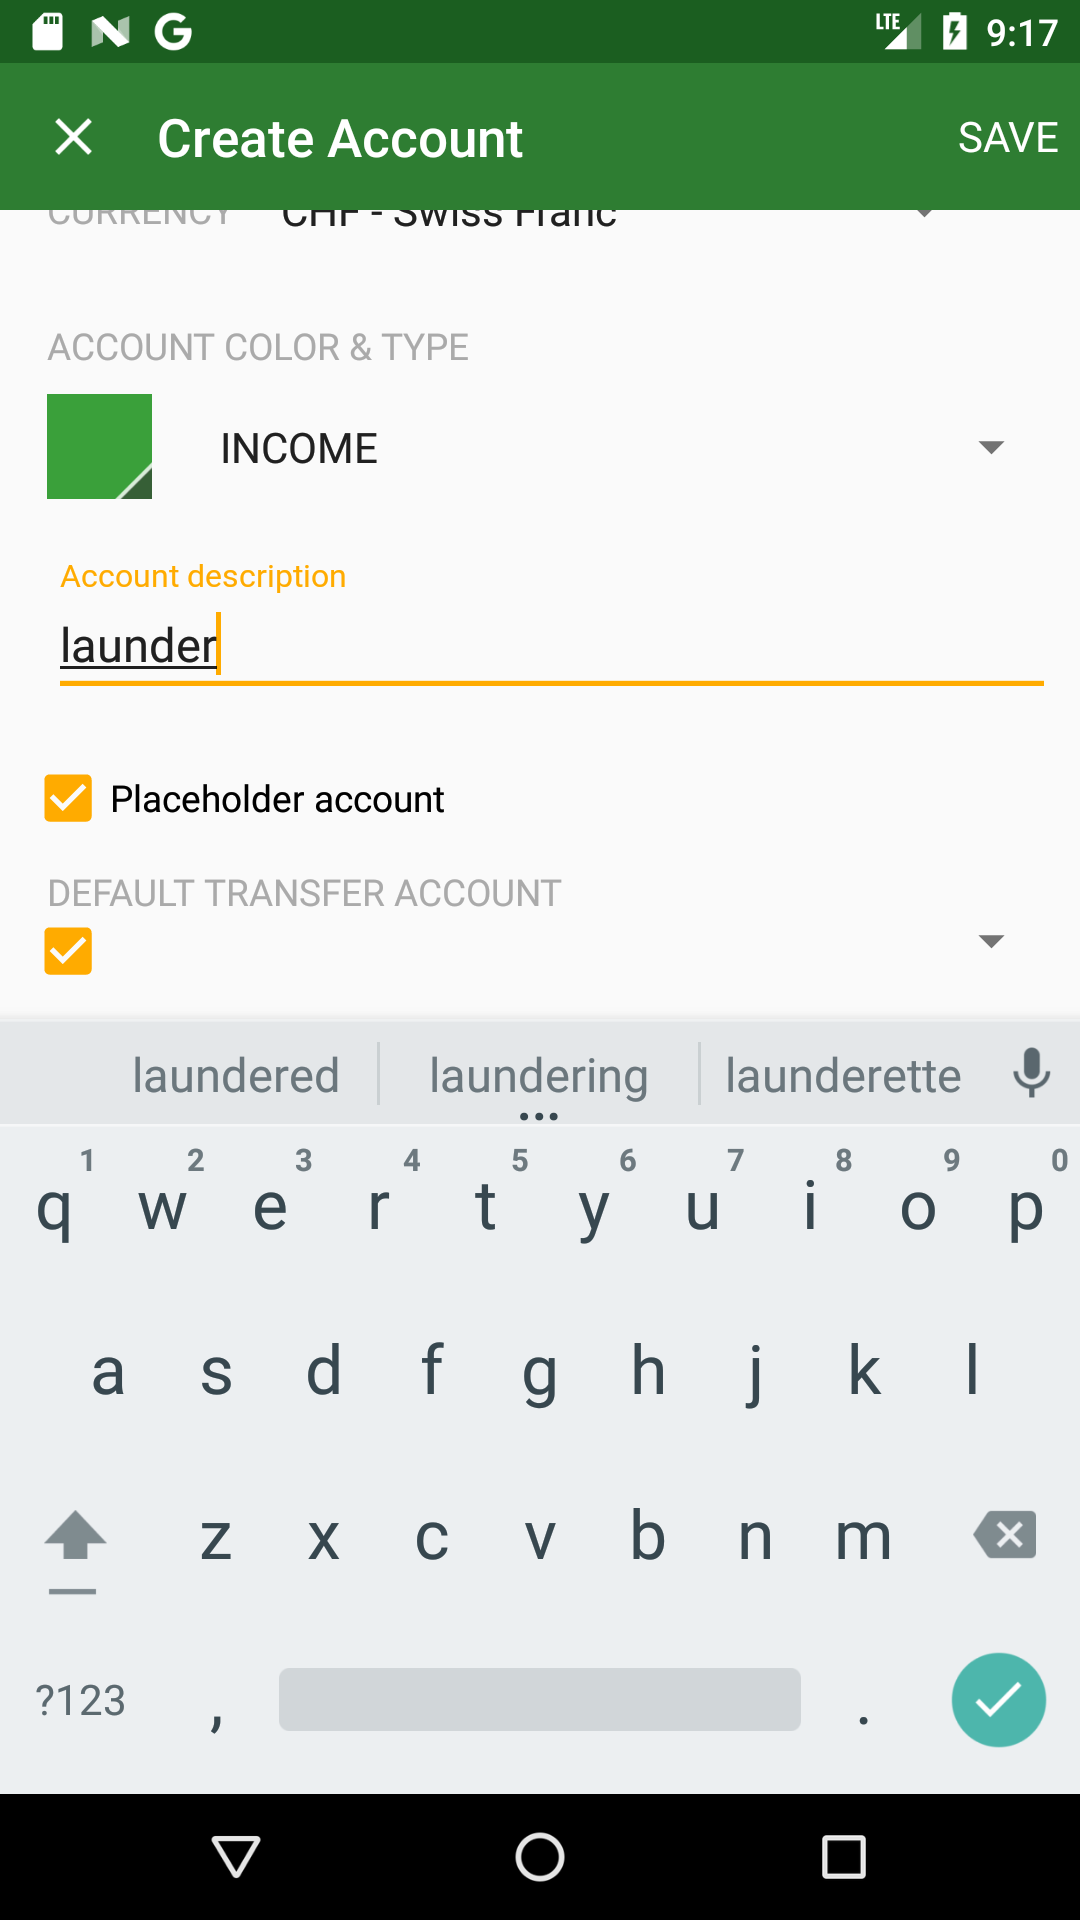 LTE 9:17
Create Account SAVE
CURRENCY CHF - Swiss Franc
ACCOUNT COLOR & TYPE
INCOME
Account description
launder
Placeholder account
DEFAULT TRANSFER ACCOUNT
laundered laundering launderette
1 2 3 4 5 6 7 8 9 0
q w e r t y u i o p
a s d f g h j k l
z x c v b n m
?123 , .